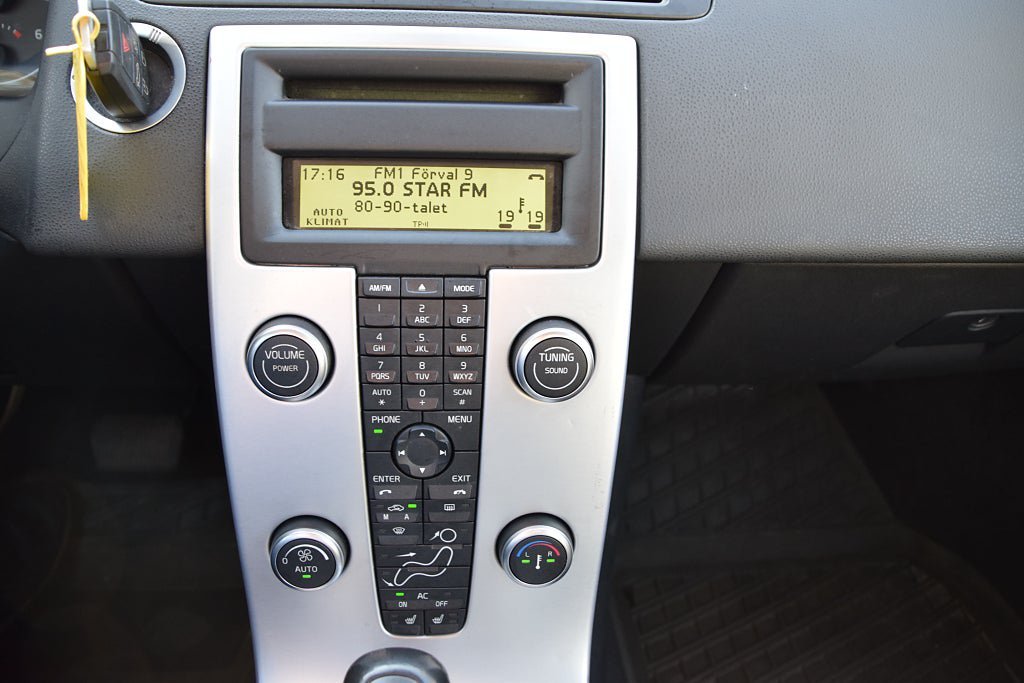 6
17:16 FM1 Förval 9
95.0 STAR FM
80-90-talet
AUTO
KLIMAT
TP
19 19
AM/FM MODE
1 2 3
ABC DEF
4 5 6
GHI JKL MNO
7 8 9
PQRS TUV WXYZ
AUTO 0 SCAN
* + #
VOLUME
POWER
TUNING
SOUND
PHONE MENU
ENTER EXIT
M A
0
AUTO
L R
AC
ON OFF